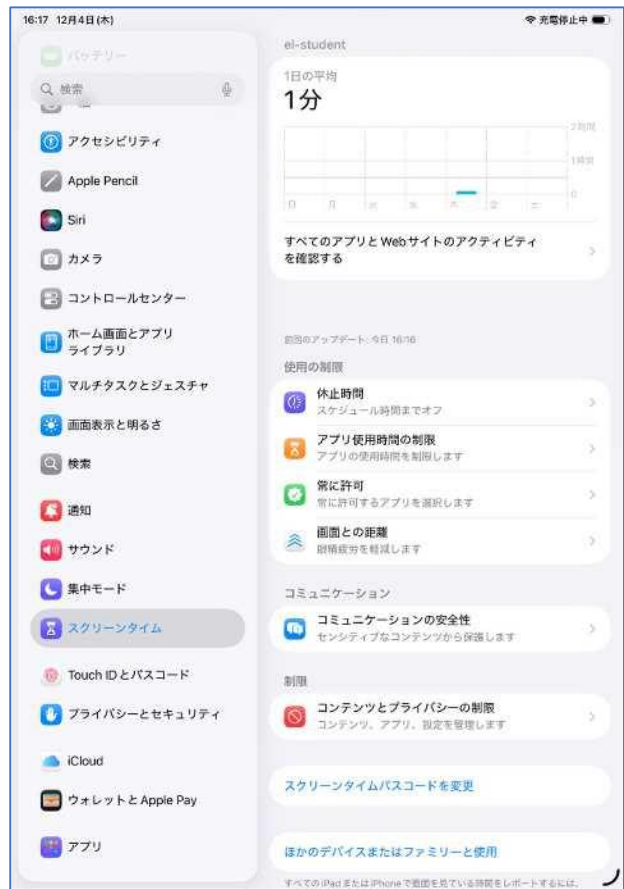 16:17 12月4日(木)
充電停止中
バッテリー
検索
アクセシビリティ
Apple Pencil
Siri
カメラ
コントロールセンター
ホーム画面とアプリ
ライブラリ
マルチタスクとジェスチャ
画面表示と明るさ
検索
通知
サウンド
集中モード
スクリーンタイム
Touch IDとパスコード
プライバシーとセキュリティ
iCloud
ウォレットとApple Pay
アプリ
el-student
1日の平均
1分
2時間
1時間
0
日 月 火 水 木 金 土
すべてのアプリとWebサイトのアクティビティ
を確認する
前回のアップデート: 今日 16:16
使用の制限
休止時間
スケジュール時間までオフ
アプリ使用時間の制限
アプリの使用時間を制限します
常に許可
常に許可するアプリを選択します
画面との距離
眼精疲労を軽減します
コミュニケーション
コミュニケーションの安全性
センシティブなコンテンツから保護します
制限
コンテンツとプライバシーの制限
コンテンツ、アプリ、設定を管理します
スクリーンタイムパスコードを変更
ほかのデバイスまたはファミリーと使用
すべてのiPadまたはiPhoneで画面を見ている時間をレポートするには、